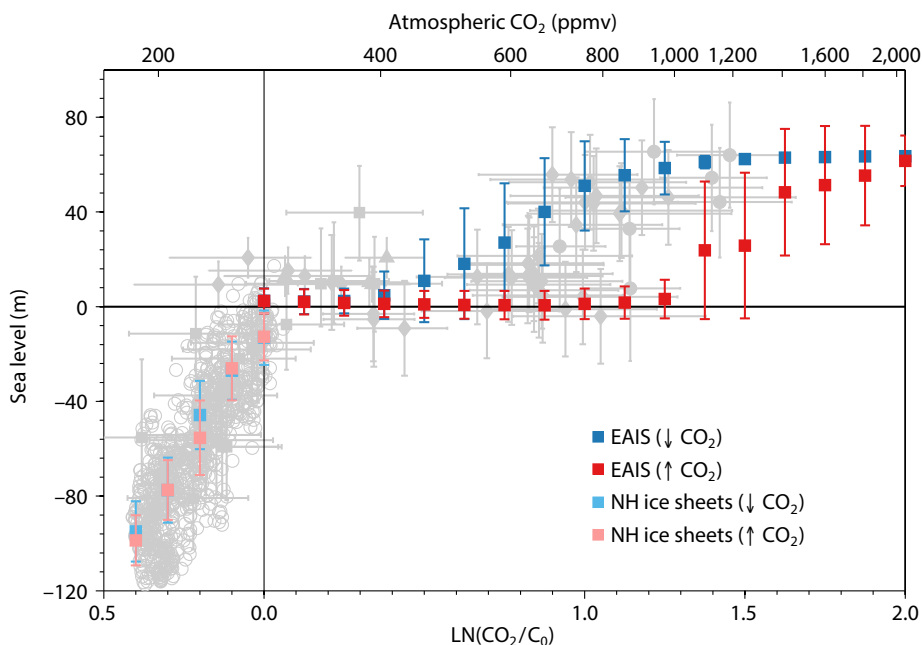 Atmospheric CO₂ (ppmv)
200 400 600 800 1,000 1,200 1,600 2,000
80
40
0
−40
−80
−120
Sea level (m)
EAIS (↓ CO₂)
EAIS (↑ CO₂)
NH ice sheets (↓ CO₂)
NH ice sheets (↑ CO₂)
0.5 0.0 0.5 1.0 1.5 2.0
LN(CO₂/C₀)